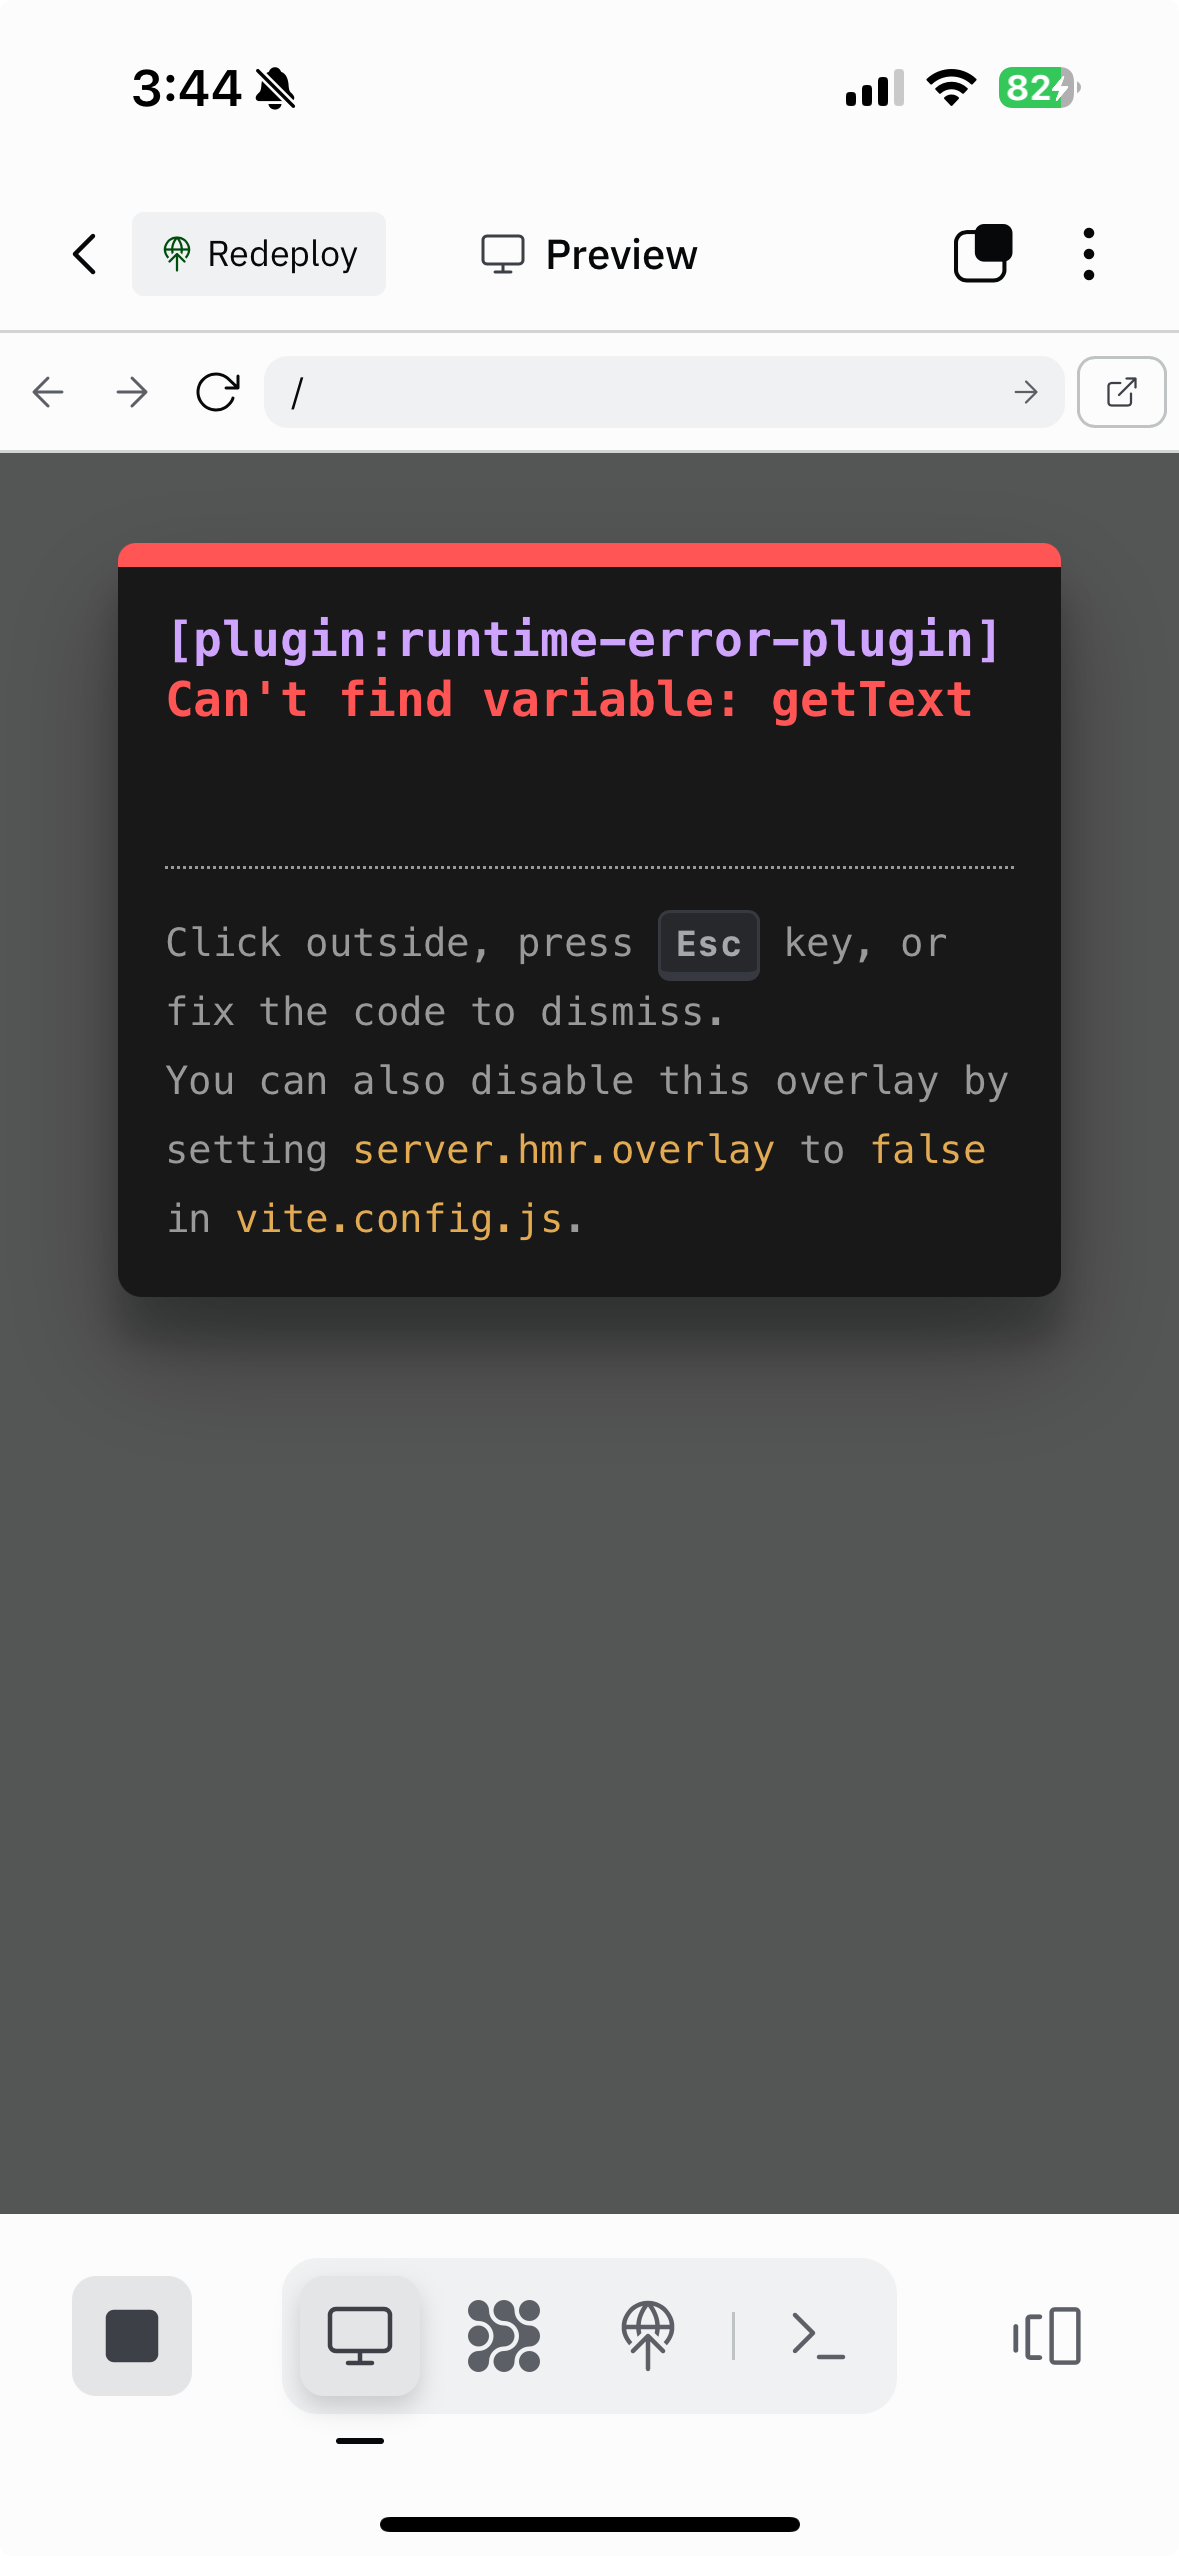 3:44
82
Redeploy
Preview
/
[plugin:runtime-error-plugin]
Can't find variable: getText
Click outside, press Esc key, or
fix the code to dismiss.
You can also disable this overlay by
setting server.hmr.overlay to false
in vite.config.js.